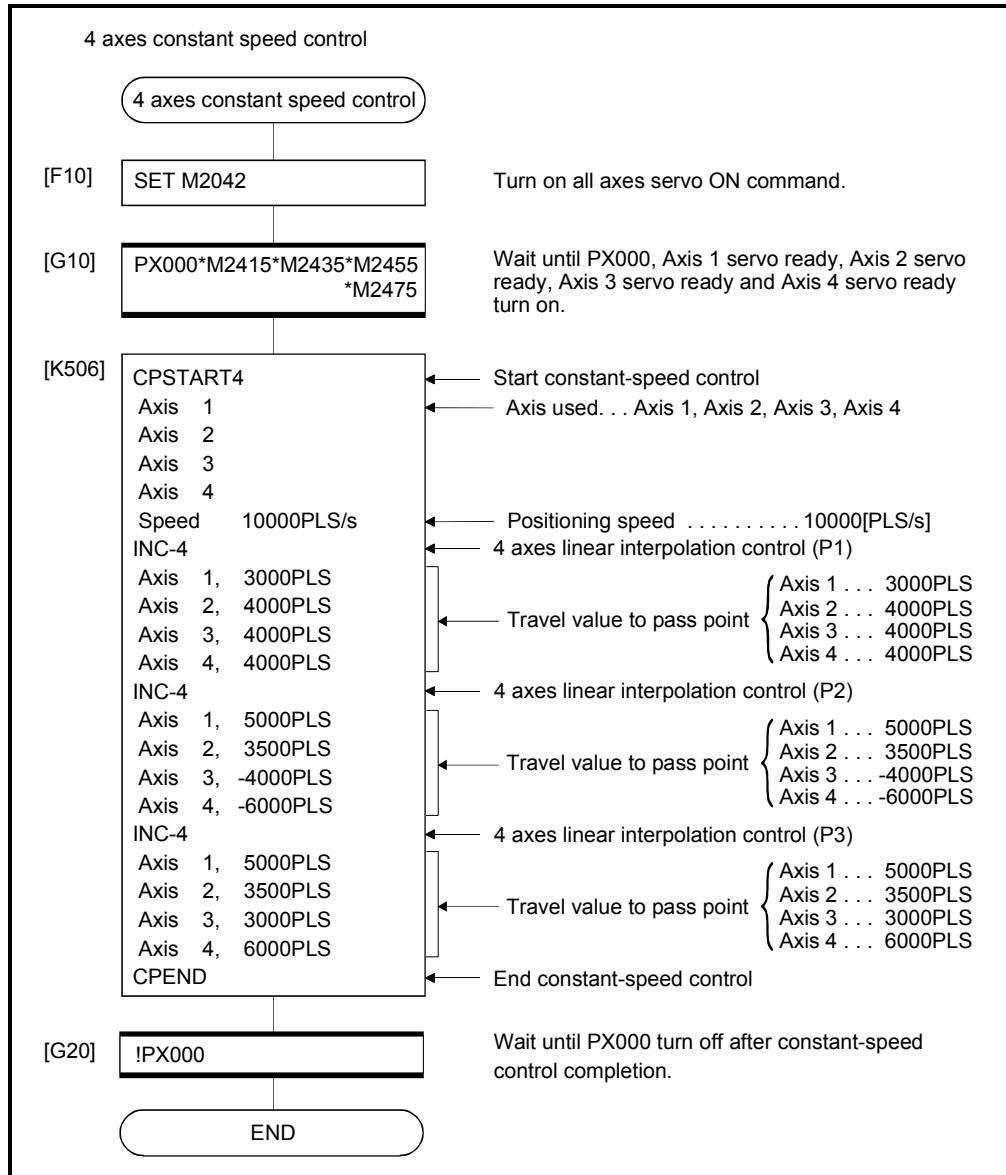 4 axes constant speed control
4 axes constant speed control
[F10]
SET M2042
Turn on all axes servo ON command.
[G10]
PX000*M2415*M2435*M2455
*M2475
Wait until PX000, Axis 1 servo ready, Axis 2 servo
ready, Axis 3 servo ready and Axis 4 servo ready
turn on.
[K506]
CPSTART4
Start constant-speed control
Axis 1
Axis used. . . Axis 1, Axis 2, Axis 3, Axis 4
Axis 2
Axis 3
Axis 4
Speed 10000PLS/s
Positioning speed . . . . . . . . . . 10000[PLS/s]
INC-4
4 axes linear interpolation control (P1)
Axis 1, 3000PLS
Axis 2, 4000PLS
Axis 3, 4000PLS
Axis 4, 4000PLS
Travel value to pass point
Axis 1 . . . 3000PLS
Axis 2 . . . 4000PLS
Axis 3 . . . 4000PLS
Axis 4 . . . 4000PLS
INC-4
4 axes linear interpolation control (P2)
Axis 1, 5000PLS
Axis 2, 3500PLS
Axis 3, -4000PLS
Axis 4, -6000PLS
Travel value to pass point
Axis 1 . . . 5000PLS
Axis 2 . . . 3500PLS
Axis 3 . . . -4000PLS
Axis 4 . . . -6000PLS
INC-4
4 axes linear interpolation control (P3)
Axis 1, 5000PLS
Axis 2, 3500PLS
Axis 3, 3000PLS
Axis 4, 6000PLS
Travel value to pass point
Axis 1 . . . 5000PLS
Axis 2 . . . 3500PLS
Axis 3 . . . 3000PLS
Axis 4 . . . 6000PLS
CPEND
End constant-speed control
[G20]
!PX000
Wait until PX000 turn off after constant-speed
control completion.
END